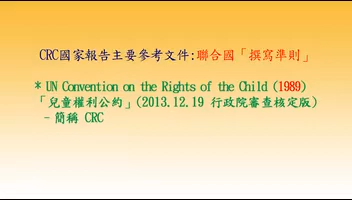 CRC國家報告主要參考文件:聯合國「撰寫準則」
* UN Convention on the Rights of the Child (1989)
「兒童權利公約」(2013.12.19 行政院審查核定版)
- 簡稱 CRC